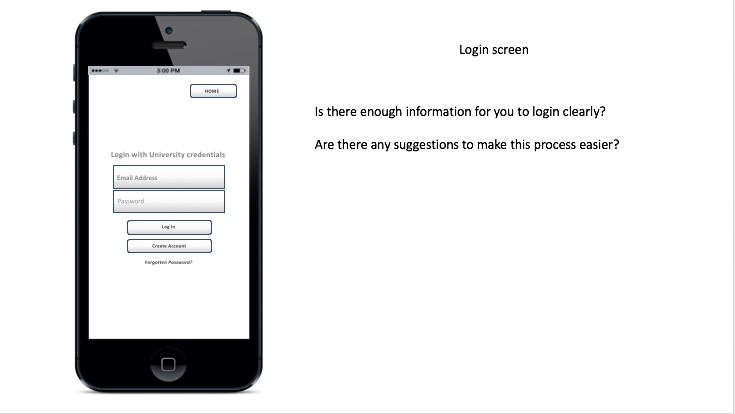 Login screen
3:00 PM
HOME
Is there enough information for you to login clearly?
Are there any suggestions to make this process easier?
Login with University credentials
Email Address
Password
Log In
Create Account
Forgotten Password?